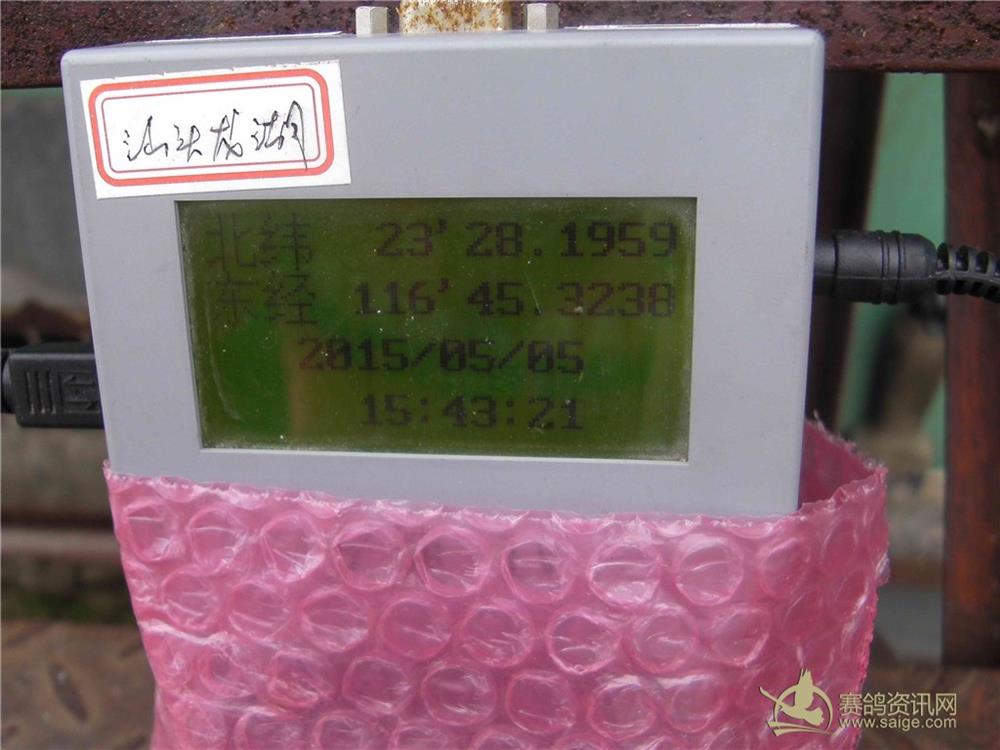 汕头龙湖
北纬 23'28.1959
东经 116'45.3238
2015/05/05
15:43:21
赛鸽资讯网
www.saige.com